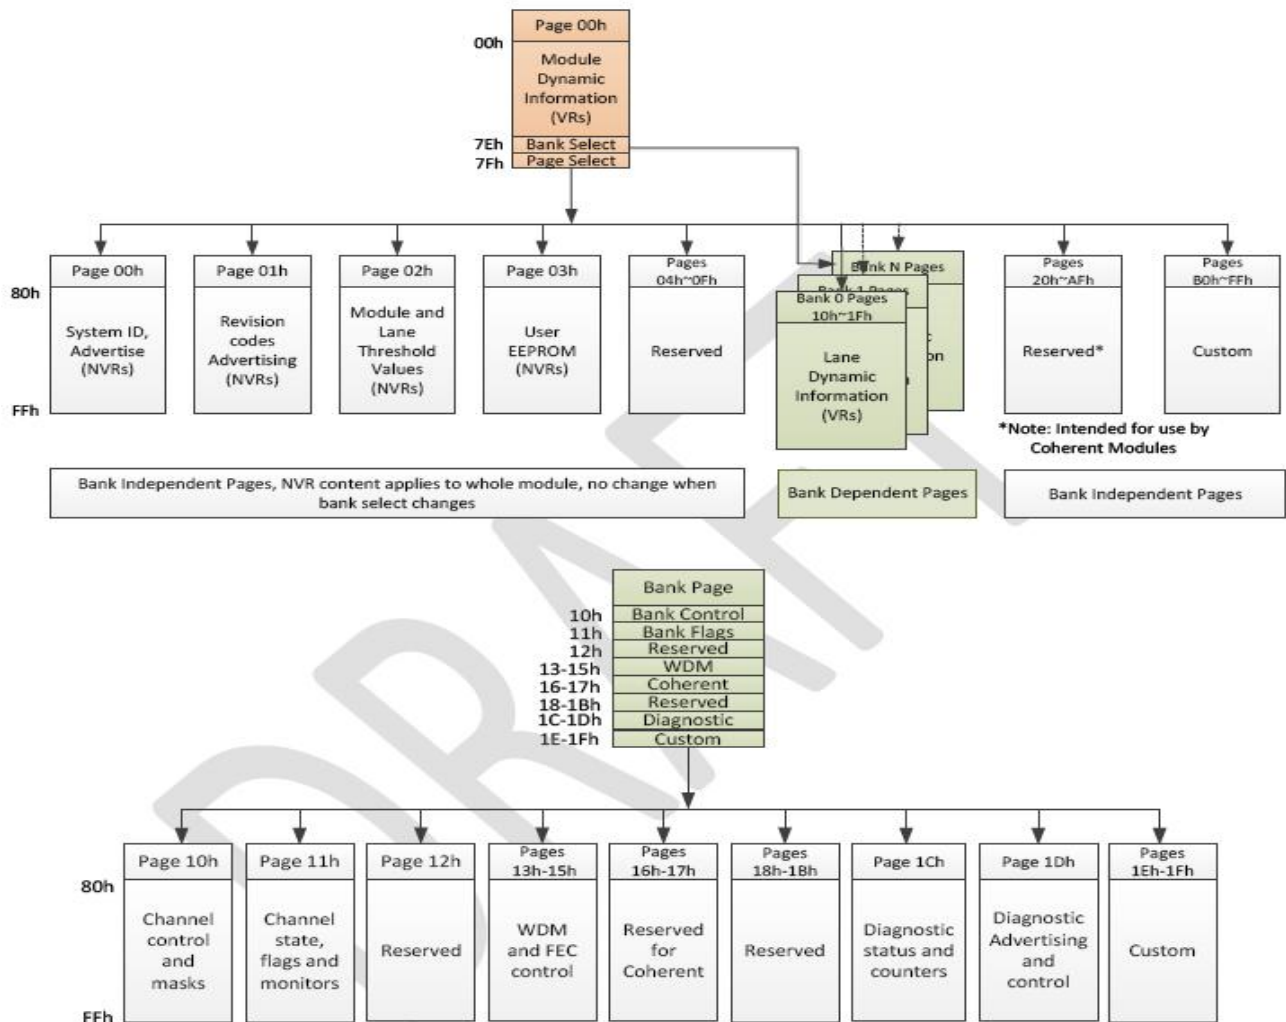 Page 00h
00h
Module
Dynamic
Information
(VRs)
7Eh
Bank Select
7Fh
Page Select
Page 00h
Page 01h
Page 02h
Page 03h
Pages
04h~0Fh
Bank N Pages
Bank 1 Pages
Bank 0 Pages
10h~1Fh
Pages
20h~AFh
Pages
B0h~FFh
80h
System ID,
Advertise
(NVRs)
Revision
codes
Advertising
(NVRs)
Module and
Lane
Threshold
Values
(NVRs)
User
EEPROM
(NVRs)
Reserved
Lane
Dynamic
Information
(VRs)
Reserved*
Custom
FFh
*Note: Intended for use by
Coherent Modules
Bank Independent Pages, NVR content applies to whole module, no change when
bank select changes
Bank Dependent Pages
Bank Independent Pages
DRAFT
Bank Page
10h
Bank Control
11h
Bank Flags
12h
Reserved
13-15h
WDM
16-17h
Coherent
18-1Bh
Reserved
1C-1Dh
Diagnostic
1E-1Fh
Custom
Page 10h
Page 11h
Page 12h
Pages
13h-15h
Pages
16h-17h
Pages
18h-1Bh
Page 1Ch
Page 1Dh
Pages
1Eh-1Fh
80h
Channel
control
and
masks
Channel
state,
flags and
monitors
Reserved
WDM
and FEC
control
Reserved
for
Coherent
Reserved
Diagnostic
status and
counters
Diagnostic
Advertising
and
control
Custom
FFh